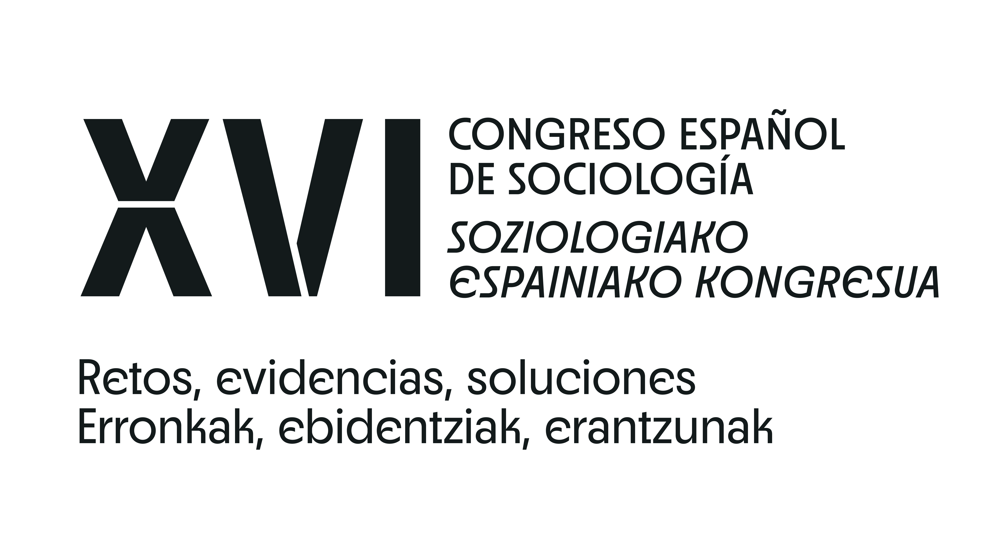 XVI
CONGRESO ESPAÑOL
DE SOCIOLOGÍA
SOZIOLOGIAKO
ESPAINIAKO KONGRESUA
Retos, evidencias, soluciones
Erronkak, ebidentziak, erantzunak